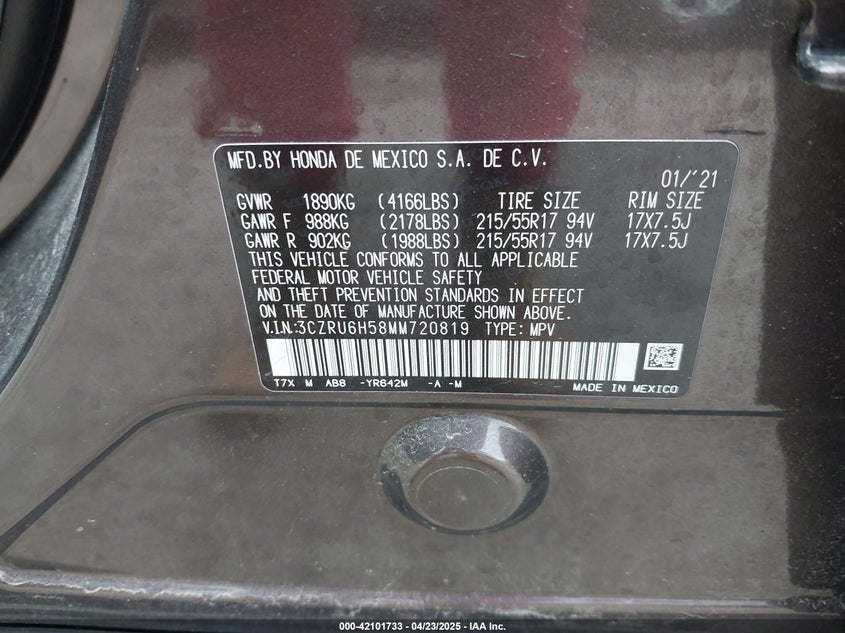 MFD.BY HONDA DE MEXICO S.A. DE C.V.
01/'21
GVWR 1890KG (4166LBS) TIRE SIZE RIM SIZE
GAWR F 988KG (2178LBS) 215/55R17 94V 17X7.5J
GAWR R 902KG (1988LBS) 215/55R17 94V 17X7.5J
THIS VEHICLE CONFORMS TO ALL APPLICABLE
FEDERAL MOTOR VEHICLE SAFETY
AND THEFT PREVENTION STANDARDS IN EFFECT
ON THE DATE OF MANUFACTURE SHOWN ABOVE.
V.I.N:3CZRU6H58MM720819 TYPE: MPV
T7X M AB8 -YR642M -A -M MADE IN MEXICO
000-42101733 - 04/23/2025 - IAA Inc.